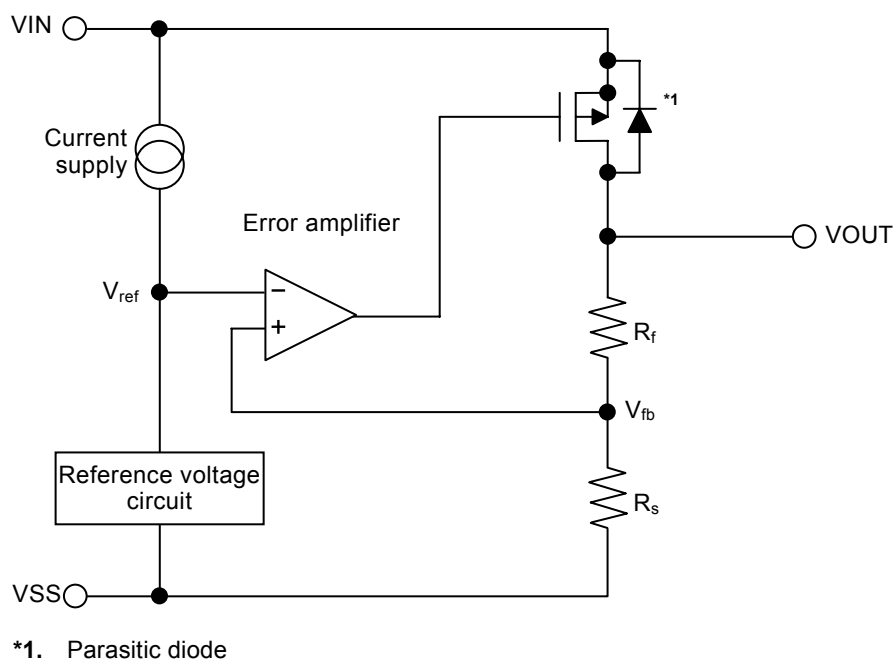 VIN
*1
Current
supply
Error amplifier
VOUT
Vref
−
+
Rf
Vfb
Reference voltage
circuit
Rs
VSS
*1. Parasitic diode